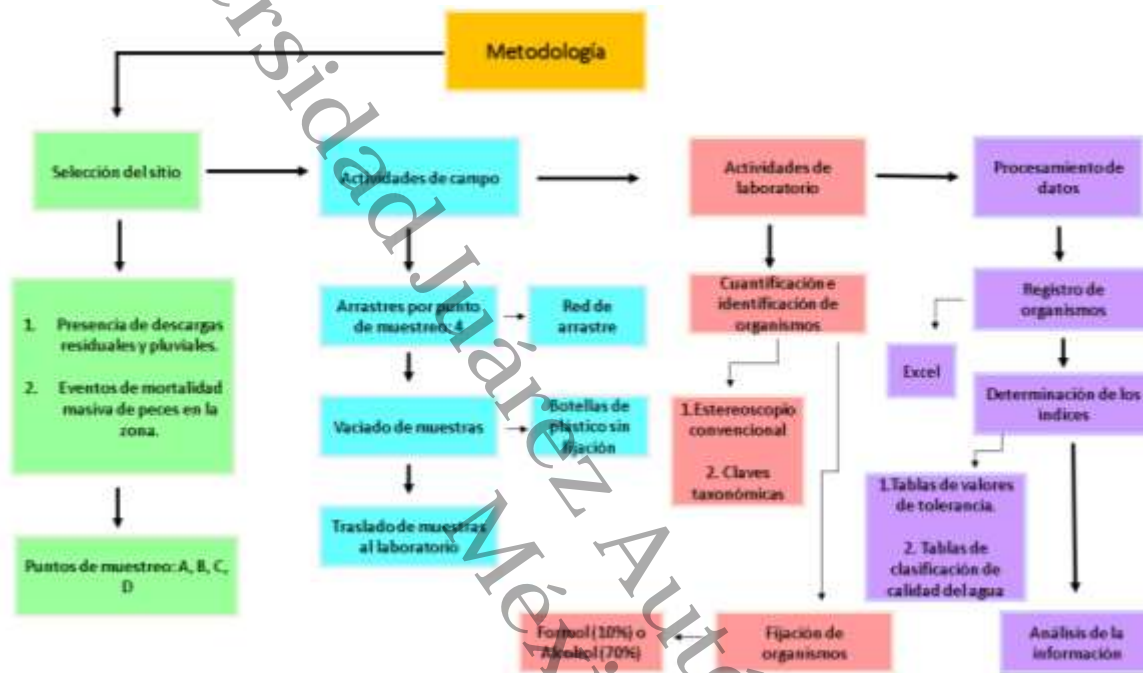 Metodología
Selección del sitio
1. Presencia de descargas
residuales y pluviales.
2. Eventos de mortalidad
masiva de peces en la
zona.
Puntos de muestreo: A, B, C,
D
Actividades de campo
Arrastres por punto
de muestreo: 4
Red de
arrastre
Vaciado de muestras
Botellas de
plástico sin
fijación
Traslado de muestras
al laboratorio
Actividades de
laboratorio
Cuantificación e
identificación de
organismos
1.Estereoscopio
convencional
2. Claves
taxonómicas
Fijación de
organismos
Formol (10%) o
Alcohol (70%)
Procesamiento de
datos
Registro de
organismos
Excel
Determinación de los
índices
1.Tablas de valores
de tolerancia.
2. Tablas de
clasificación de
calidad del agua
Análisis de la
información
Juárez